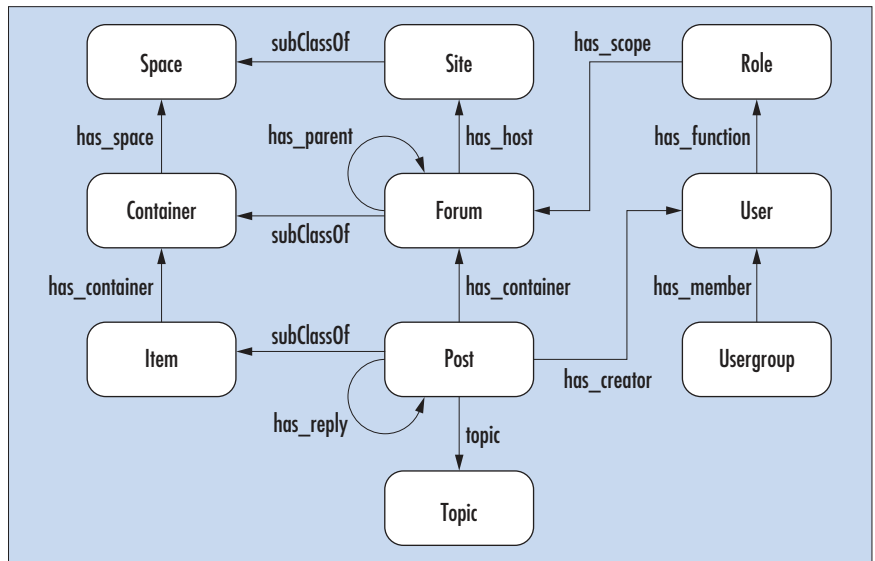 subClassOf
has_scope
Space
Site
Role
has_space
has_parent
has_host
has_function
Container
Forum
User
subClassOf
has_container
has_container
has_member
subClassOf
Item
Post
Usergroup
has_creator
has_reply
topic
Topic